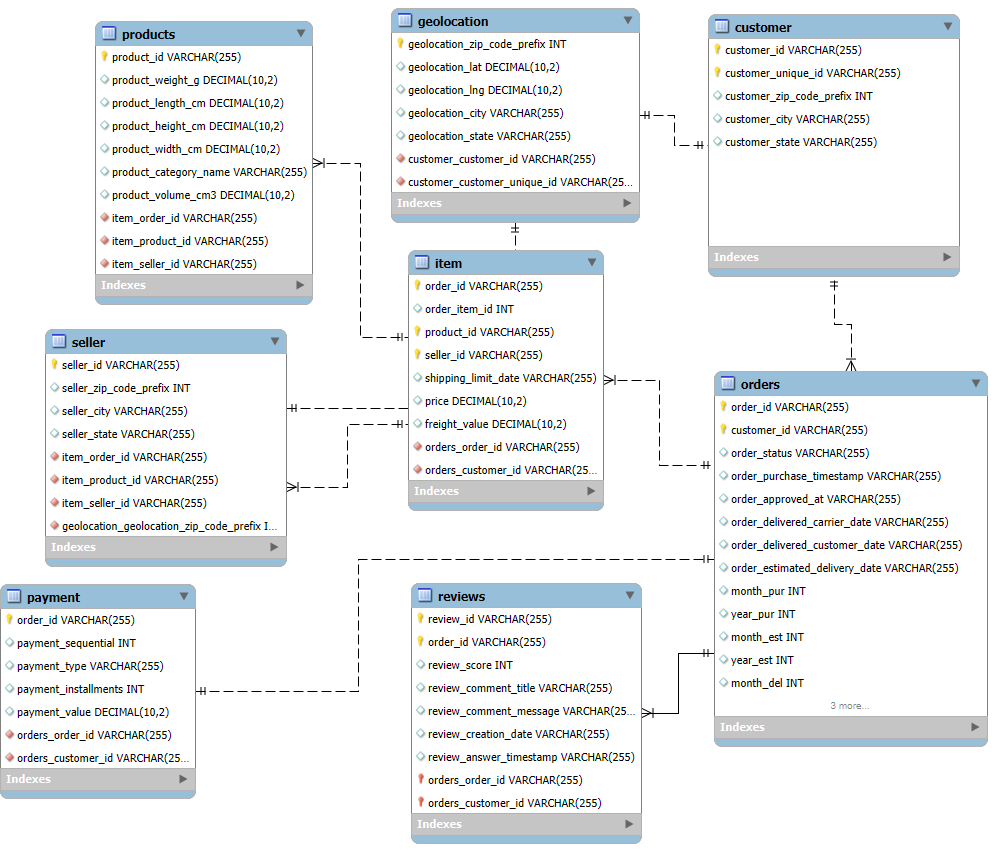 products
product_id VARCHAR(255)
product_weight_g DECIMAL(10,2)
product_length_cm DECIMAL(10,2)
product_height_cm DECIMAL(10,2)
product_width_cm DECIMAL(10,2)
product_category_name VARCHAR(255)
product_volume_cm3 DECIMAL(10,2)
item_order_id VARCHAR(255)
item_product_id VARCHAR(255)
item_seller_id VARCHAR(255)
Indexes
geolocation
geolocation_zip_code_prefix INT
geolocation_lat DECIMAL(10,2)
geolocation_lng DECIMAL(10,2)
geolocation_city VARCHAR(255)
geolocation_state VARCHAR(255)
customer_customer_id VARCHAR(255)
customer_customer_unique_id VARCHAR(25...
Indexes
customer
customer_id VARCHAR(255)
customer_unique_id VARCHAR(255)
customer_zip_code_prefix INT
customer_city VARCHAR(255)
customer_state VARCHAR(255)
Indexes
item
order_id VARCHAR(255)
order_item_id INT
product_id VARCHAR(255)
seller_id VARCHAR(255)
shipping_limit_date VARCHAR(255)
price DECIMAL(10,2)
freight_value DECIMAL(10,2)
orders_order_id VARCHAR(255)
orders_customer_id VARCHAR(25...
Indexes
seller
seller_id VARCHAR(255)
seller_zip_code_prefix INT
seller_city VARCHAR(255)
seller_state VARCHAR(255)
item_order_id VARCHAR(255)
item_product_id VARCHAR(255)
item_seller_id VARCHAR(255)
geolocation_geolocation_zip_code_prefix I...
Indexes
orders
order_id VARCHAR(255)
customer_id VARCHAR(255)
order_status VARCHAR(255)
order_purchase_timestamp VARCHAR(255)
order_approved_at VARCHAR(255)
order_delivered_carrier_date VARCHAR(255)
order_delivered_customer_date VARCHAR(255)
order_estimated_delivery_date VARCHAR(255)
month_pur INT
year_pur INT
month_est INT
year_est INT
month_del INT
3 more...
Indexes
payment
order_id VARCHAR(255)
payment_sequential INT
payment_type VARCHAR(255)
payment_installments INT
payment_value DECIMAL(10,2)
orders_order_id VARCHAR(255)
orders_customer_id VARCHAR(25...
Indexes
reviews
review_id VARCHAR(255)
order_id VARCHAR(255)
review_score INT
review_comment_title VARCHAR(255)
review_comment_message VARCHAR(25...
review_creation_date VARCHAR(255)
review_answer_timestamp VARCHAR(255)
orders_order_id VARCHAR(255)
orders_customer_id VARCHAR(255)
Indexes